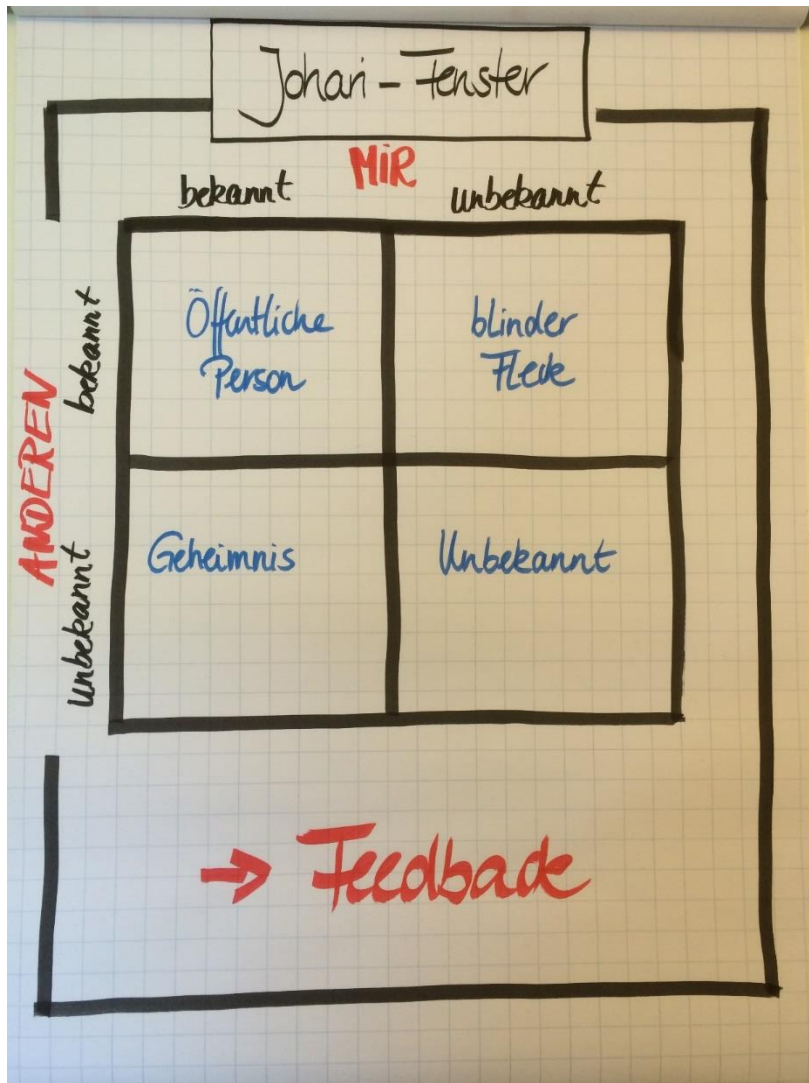 Johari - Fenster
MIR
bekannt unbekannt
ANDEREN
bekannt
Öffentliche
Person
blinder
Fleck
unbekannt
Geheimnis
Unbekannt
→ Feedback